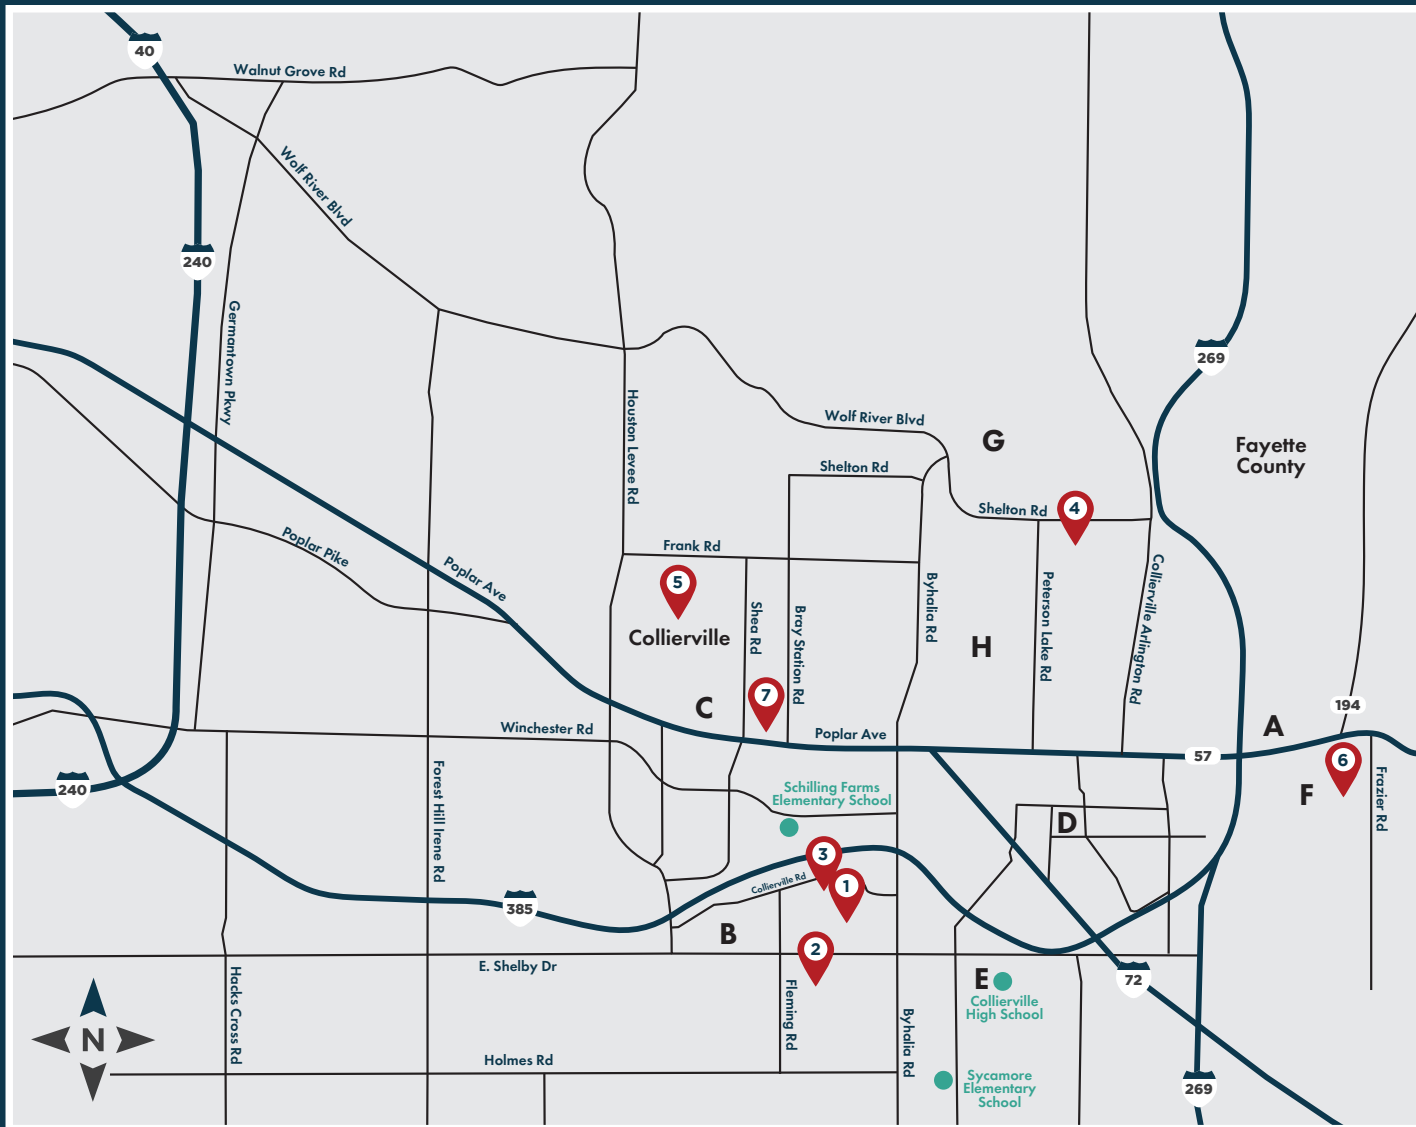 40
Walnut Grove Rd
Wolf River Blvd
240
Germantown Pkwy
269
Houston Levee Rd
Wolf River Blvd
G
Fayette
County
Shelton Rd
Shelton Rd
4
Poplar Pike
Poplar Ave
Frank Rd
5
Collierville
Shea Rd
Bray Station Rd
Byhalia Rd
H
Peterson Lake Rd
Collierville Arlington Rd
7
C
194
A
Winchester Rd
Poplar Ave
57
6
F
Frazier Rd
240
Forest Hill Irene Rd
Schilling Farms
Elementary School
D
3
1
Collierville Rd
385
B
2
E. Shelby Dr
E
Collierville
High School
72
Hacks Cross Rd
Fleming Rd
Byhalia Rd
N
Holmes Rd
Sycamore
Elementary
School
269